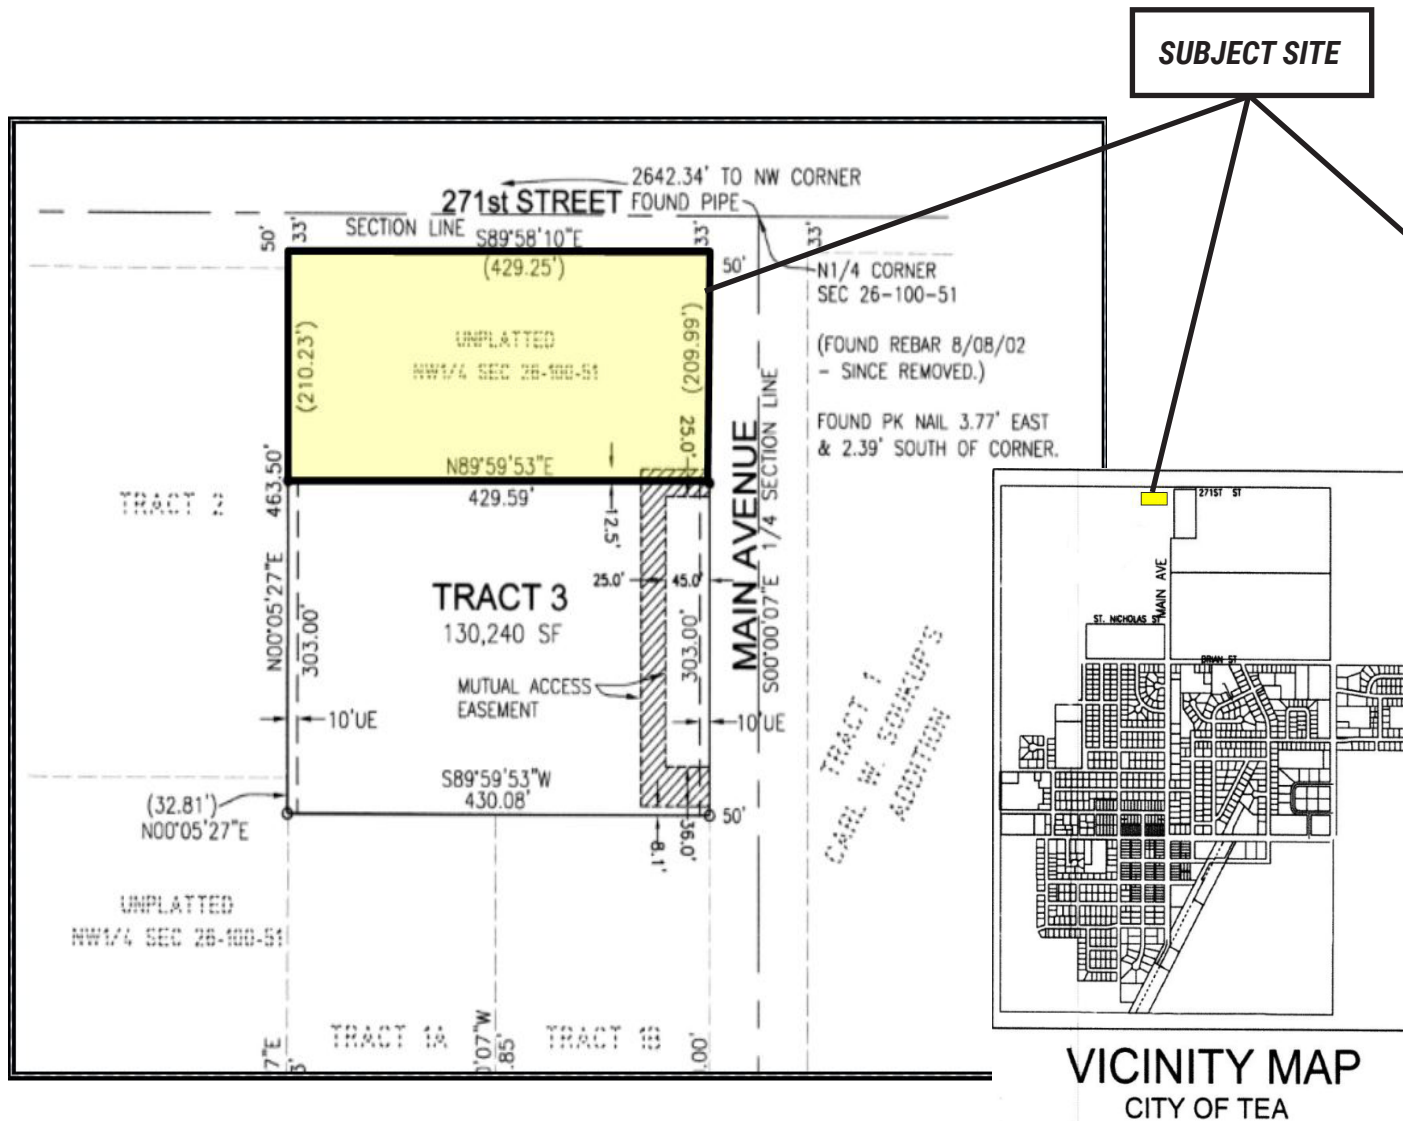 SUBJECT SITE
2642.34' TO NW CORNER
271st STREET
FOUND PIPE
SECTION LINE
50'
33'
S89°58'10"E
(429.25')
33'
50'
33'
N1/4 CORNER
SEC 26-100-51
(FOUND REBAR 8/08/02
- SINCE REMOVED.)
FOUND PK NAIL 3.77' EAST
& 2.39' SOUTH OF CORNER.
UNPLATTED
NW1/4 SEC 26-100-51
(210.23')
(209.99')
25.0'
N89°59'53"E
429.59'
12.5'
463.50'
N00°05'27"E
303.00'
TRACT 2
TRACT 3
130,240 SF
25.0'
45.0'
303.00'
MAIN AVENUE
S00°00'07"E 1/4 SECTION LINE
MUTUAL ACCESS
EASEMENT
10'UE
10'UE
S89°59'53"W
430.08'
(32.81')
N00°05'27"E
8.1'
36.0'
50'
TRACT 1
CARL W. SOUKUP'S
ADDITION
UNPLATTED
NW1/4 SEC 26-100-51
TRACT 1A
TRACT 1B
7"E
3'
'07"W
.85'
.00'
271ST ST
MAIN AVE
ST. NICHOLAS ST
BRIAN ST
VICINITY MAP
CITY OF TEA